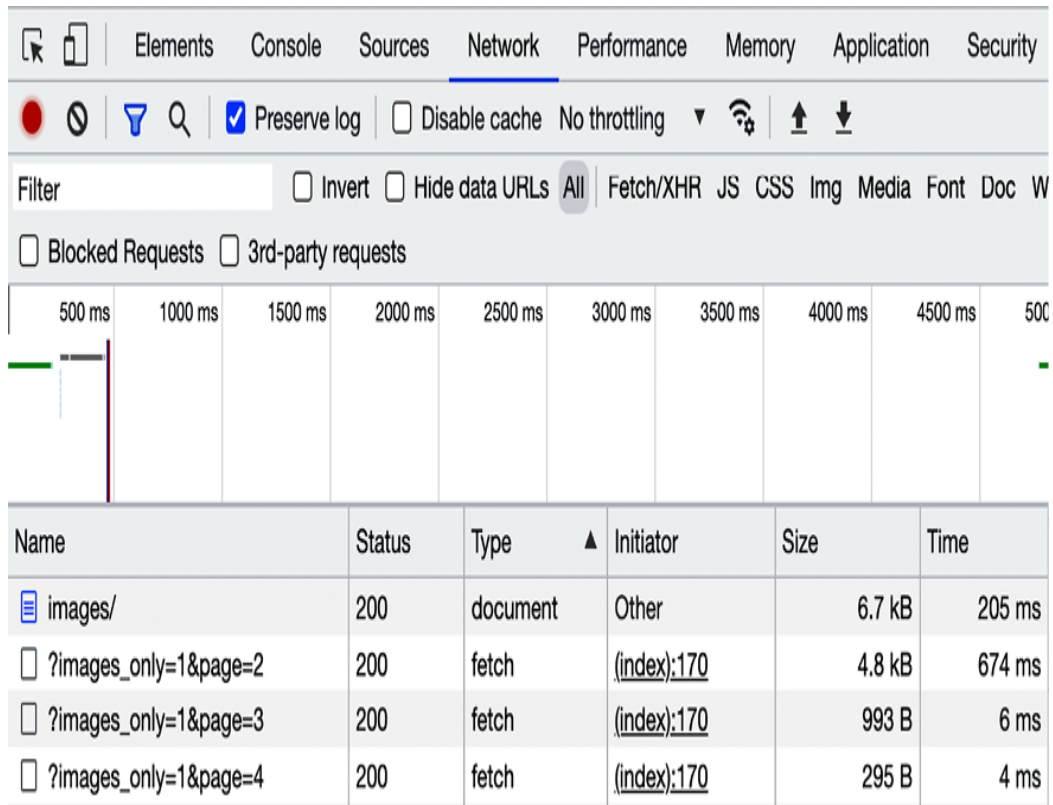 Elements Console Sources Network Performance Memory Application Security
Preserve log Disable cache No throttling
Filter Invert Hide data URLs All Fetch/XHR JS CSS Img Media Font Doc W
Blocked Requests 3rd-party requests
500 ms 1000 ms 1500 ms 2000 ms 2500 ms 3000 ms 3500 ms 4000 ms 4500 ms 500
Name Status Type ▲ Initiator Size Time
images/ 200 document Other 6.7 kB 205 ms
?images_only=1&page=2 200 fetch (index):170 4.8 kB 674 ms
?images_only=1&page=3 200 fetch (index):170 993 B 6 ms
?images_only=1&page=4 200 fetch (index):170 295 B 4 ms